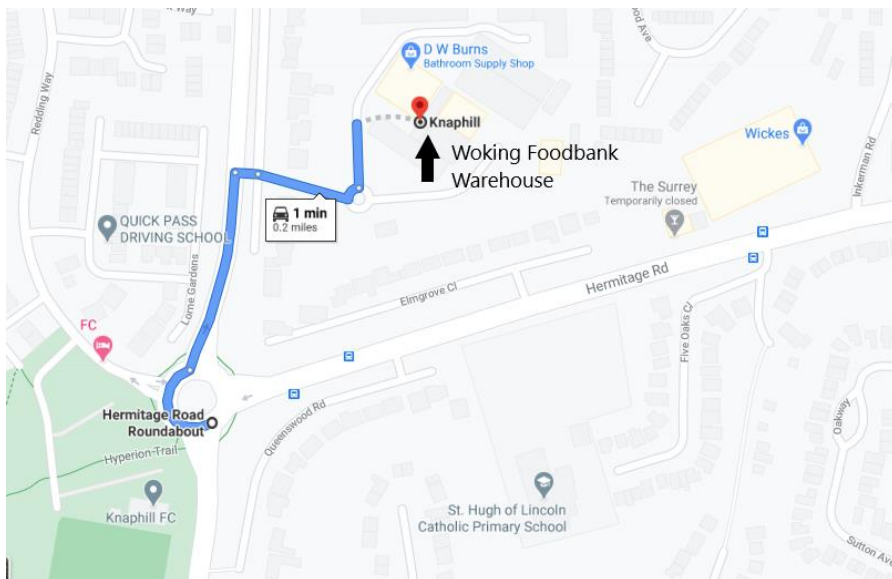 Way
Redding Way
D W Burns
Bathroom Supply Shop
Knaphill
Woking Foodbank
Warehouse
Wickes
Inkerman Rd
The Surrey
Temporarily closed
1 min
0.2 miles
QUICK PASS
DRIVING SCHOOL
Lorne Gardens
Elmgrove Cl
Hermitage Rd
Five Oaks Cl
FC
Hermitage Road
Roundabout
Queenswood Rd
Hyperion-Trail
Oakway
Knaphill FC
St. Hugh of Lincoln
Catholic Primary School
Sutton Ave